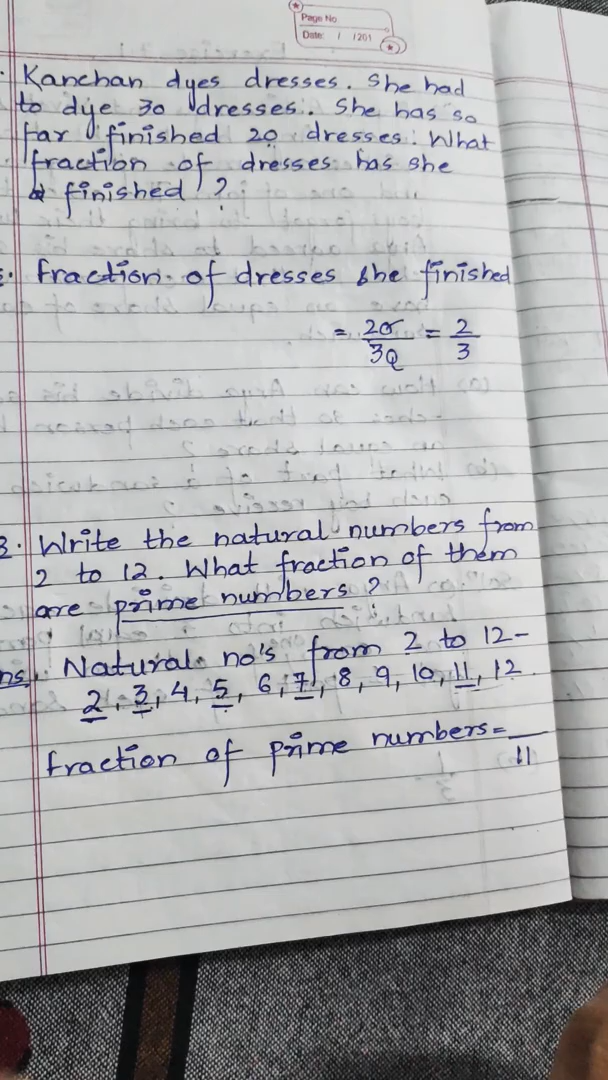 Page No
Date: / /201
Kanchan dyes dresses. She had
to dye 30 dresses. She has so
far finished 20 dresses. What
fraction of dresses has she
finished ?
fraction of dresses she finished
= 20/30 = 2/3
3. Write the natural numbers from
2 to 12. What fraction of them
are prime numbers ?
ns. Natural no's from 2 to 12-
2, 3, 4, 5, 6, 7, 8, 9, 10, 11, 12.
fraction of prime numbers = __/11